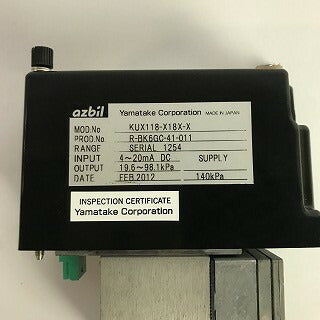 azbil Yamatake Corporation MADE IN JAPAN
MOD.No KUX118-X18X-X
PROD.No R-BK6GC-41-011
RANGE SERIAL 1254
INPUT 4~20mA DC SUPPLY
OUTPUT 19.6~98.1kPa
DATE FEB.2012 140kPa
INSPECTION CERTIFICATE
Yamatake Corporation